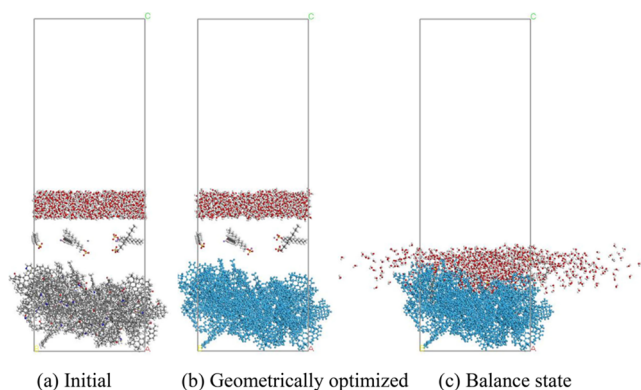 C
C
C
A
A
A
(a) Initial
(b) Geometrically optimized
(c) Balance state